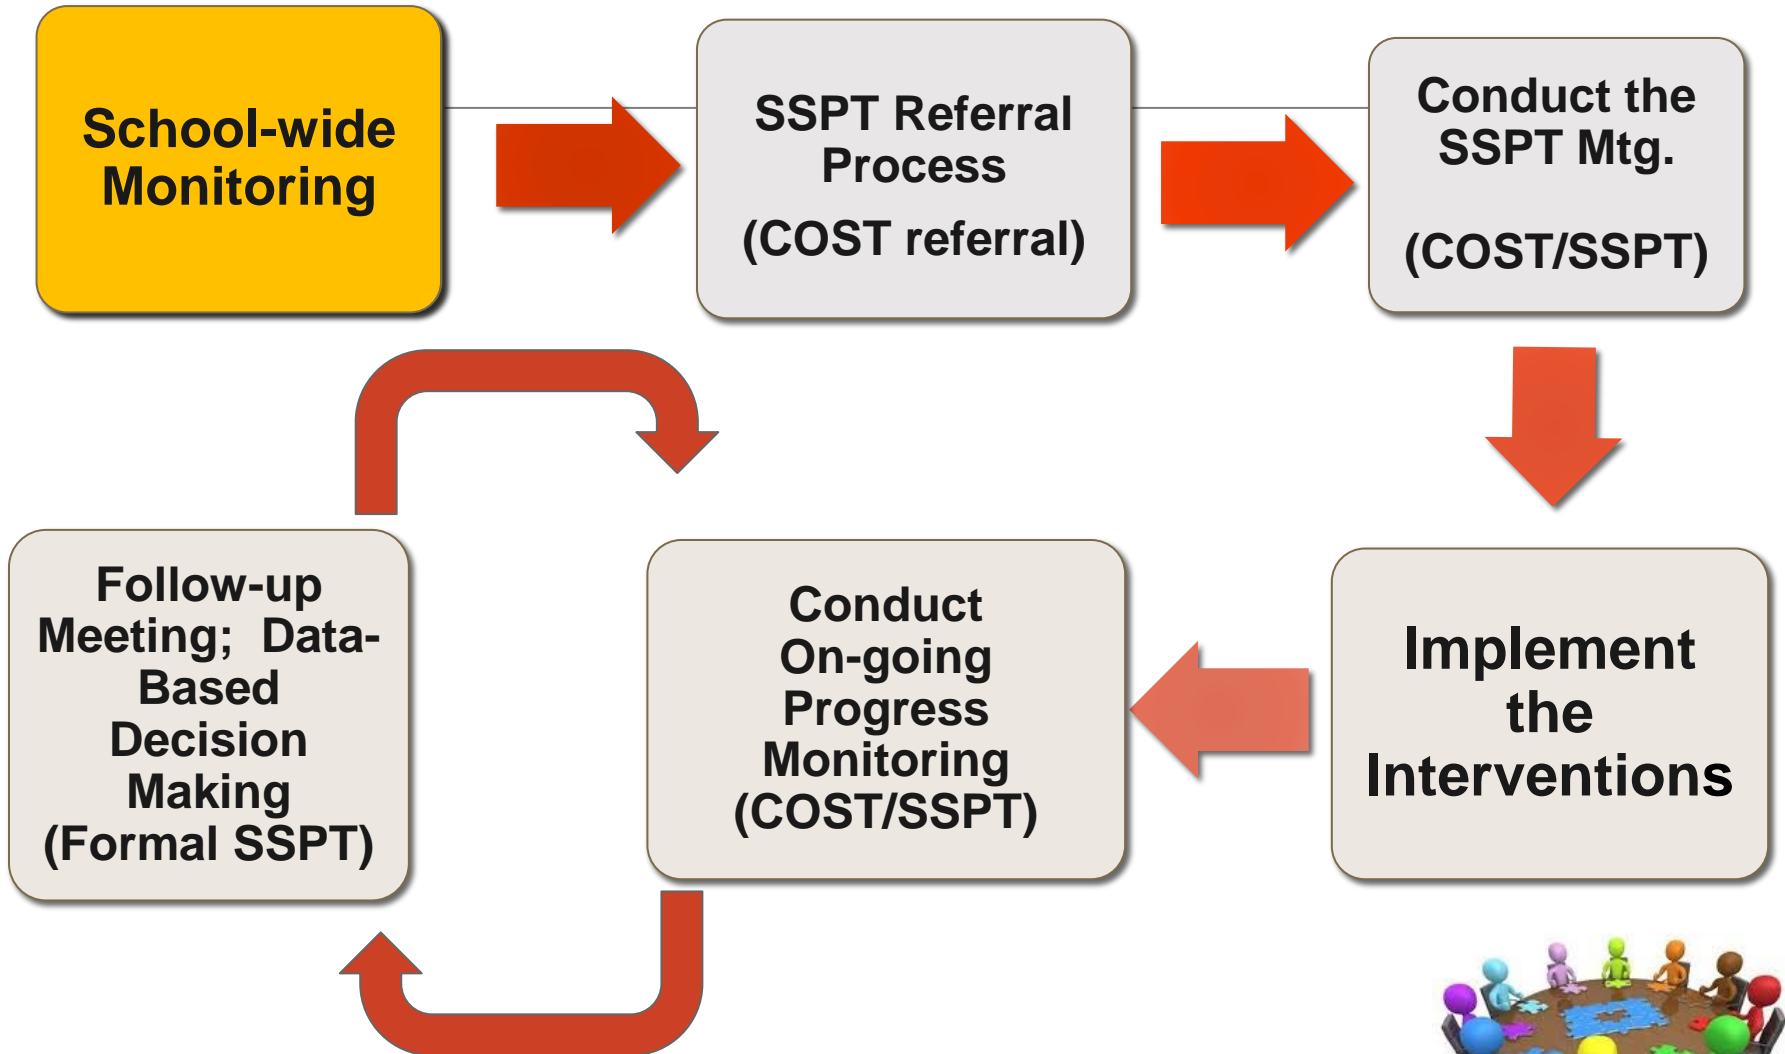 School-wide
Monitoring
SSPT Referral
Process
(COST referral)
Conduct the
SSPT Mtg.
(COST/SSPT)
Implement
the
Interventions
Conduct
On-going
Progress
Monitoring
(COST/SSPT)
Follow-up
Meeting;  Data-
Based
Decision
Making
(Formal SSPT)